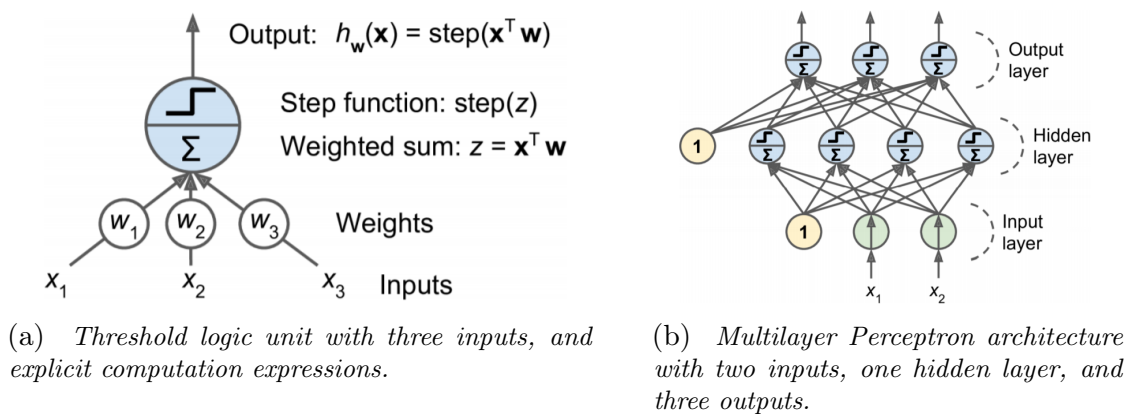 Output: h_w(x) = step(xᵀ w)
Step function: step(z)
Σ
Weighted sum: z = xᵀ w
w₁ w₂ w₃ Weights
x₁ x₂ x₃ Inputs
(a) Threshold logic unit with three inputs, and
explicit computation expressions.
Σ Σ Σ
Output
layer
1 Σ Σ Σ Σ
Hidden
layer
1
Input
layer
x₁ x₂
(b) Multilayer Perceptron architecture
with two inputs, one hidden layer, and
three outputs.